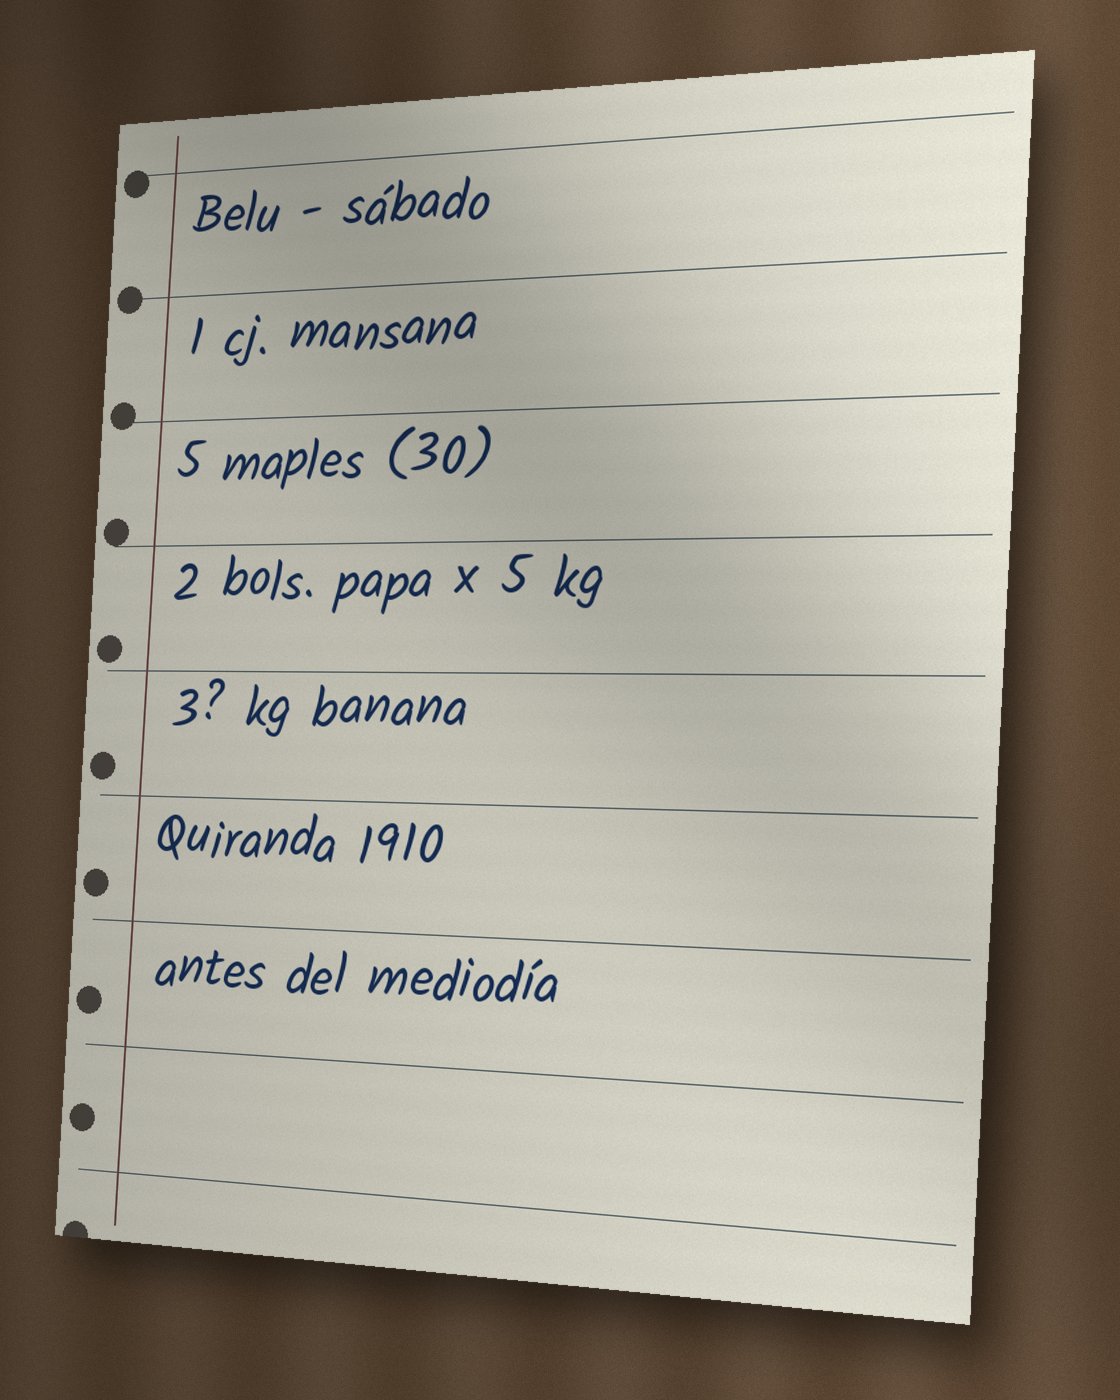 Belu - sábado
1 cj. mansana
5 maples (30)
2 bols. papa x 5 kg
3? kg banana
Quiranda 1910
antes del mediodía